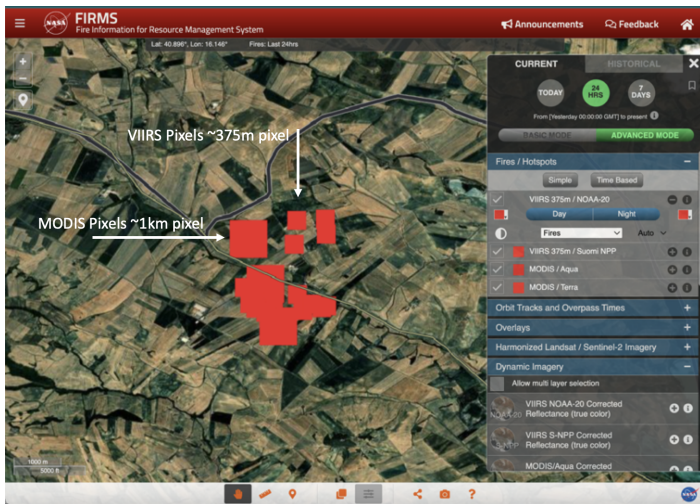 NASA
FIRMS
Fire Information for Resource Management System
Announcements
Feedback
Lat: 40.896°, Lon: 16.146° Fires: Last 24hrs
VIIRS Pixels ~375m pixel
MODIS Pixels ~1km pixel
1000 m
5000 ft
CURRENT
HISTORICAL
TODAY
24
HRS
7
DAYS
From [Yesterday 00:00:00 GMT] to present
BASIC MODE
ADVANCED MODE
Fires / Hotspots
Simple
Time Based
VIIRS 375m / NOAA-20
Day
Night
Fires
Auto
VIIRS 375m / Suomi NPP
MODIS / Aqua
MODIS / Terra
Orbit Tracks and Overpass Times
Overlays
Harmonized Landsat / Sentinel-2 Imagery
Dynamic Imagery
Allow multi layer selection
NOAA-20
VIIRS NOAA-20 Corrected
Reflectance (true color)
VIIRS S-NPP Corrected
Reflectance (true color)
MODIS/Aqua Corrected